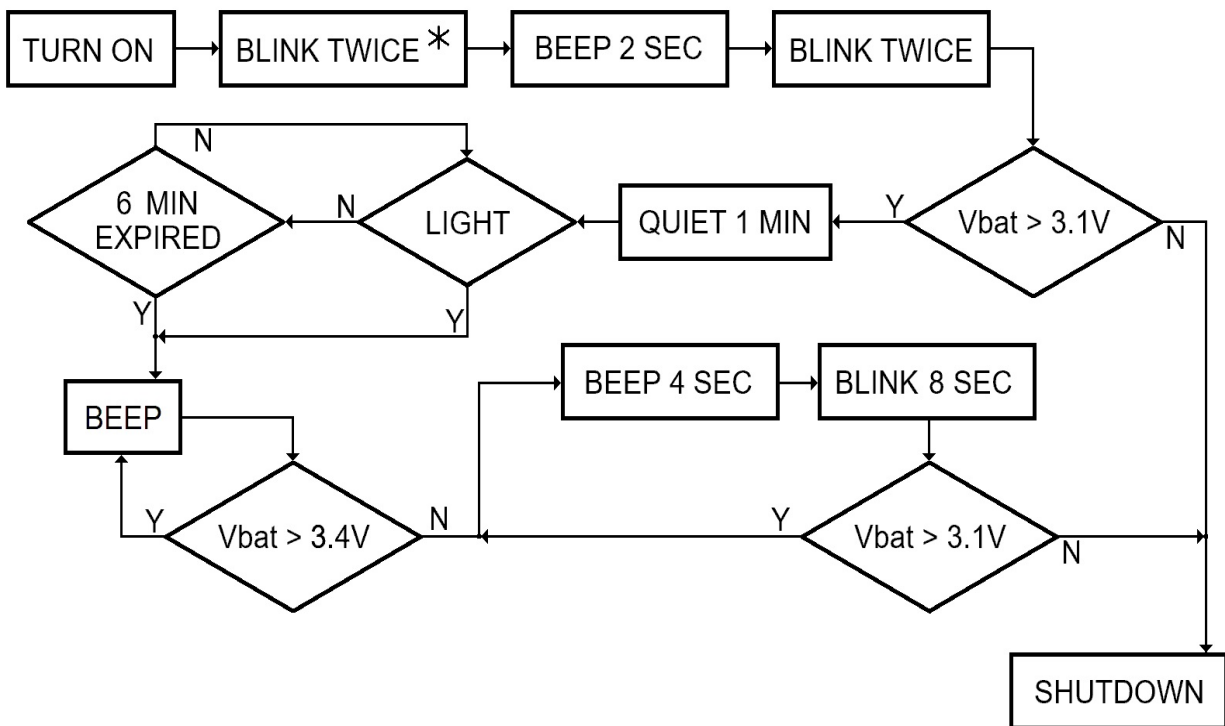 TURN ON
BLINK TWICE *
BEEP 2 SEC
BLINK TWICE
N
6 MIN
EXPIRED
N
LIGHT
QUIET 1 MIN
Y
Vbat > 3.1V
N
Y
Y
BEEP 4 SEC
BLINK 8 SEC
BEEP
Y
Vbat > 3.4V
N
Y
Vbat > 3.1V
N
SHUTDOWN